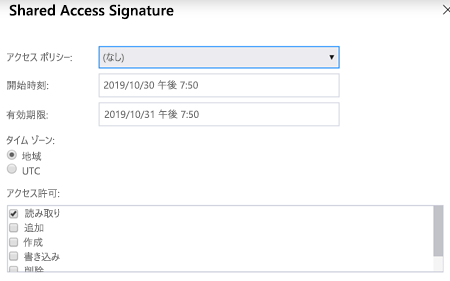 Shared Access Signature
アクセス ポリシー: (なし)
開始時刻: 2019/10/30 午後 7:50
有効期限: 2019/10/31 午後 7:50
タイム ゾーン:
地域
UTC
アクセス許可:
読み取り
追加
作成
書き込み
削除